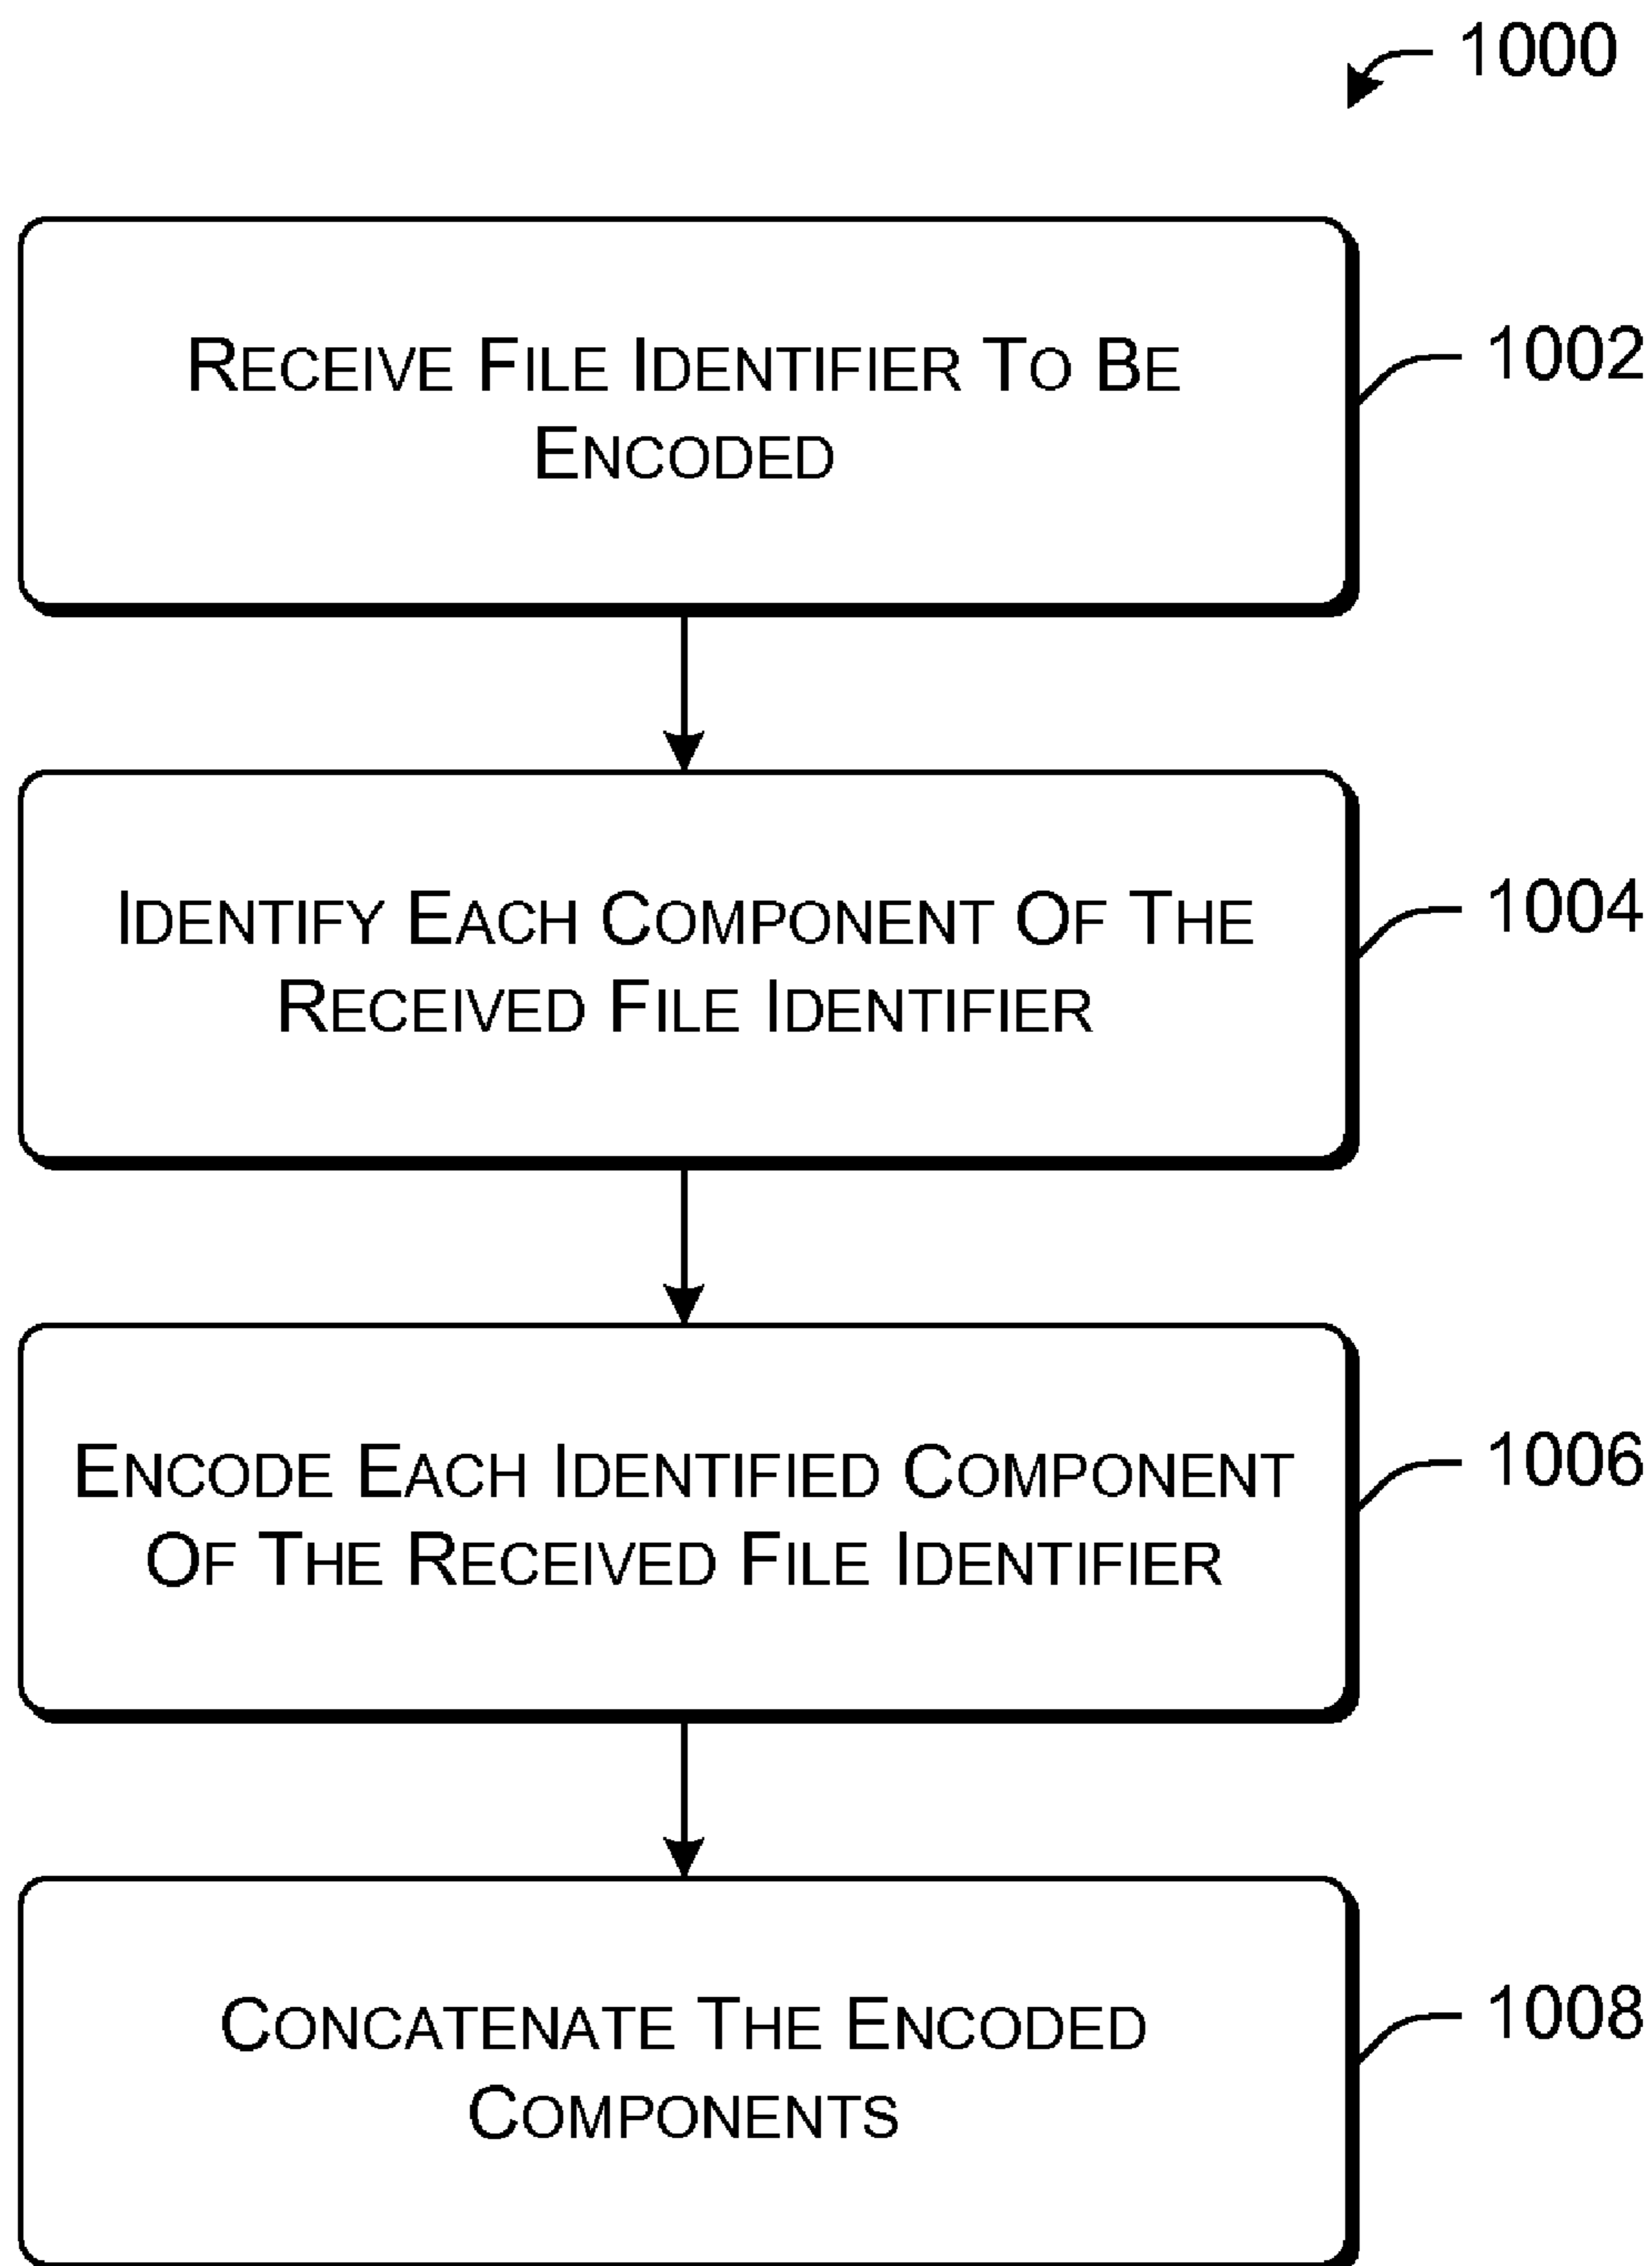 1000
RECEIVE FILE IDENTIFIER TO BE
ENCODED
1002
IDENTIFY EACH COMPONENT OF THE
RECEIVED FILE IDENTIFIER
1004
ENCODE EACH IDENTIFIED COMPONENT
OF THE RECEIVED FILE IDENTIFIER
1006
CONCATENATE THE ENCODED
COMPONENTS
1008